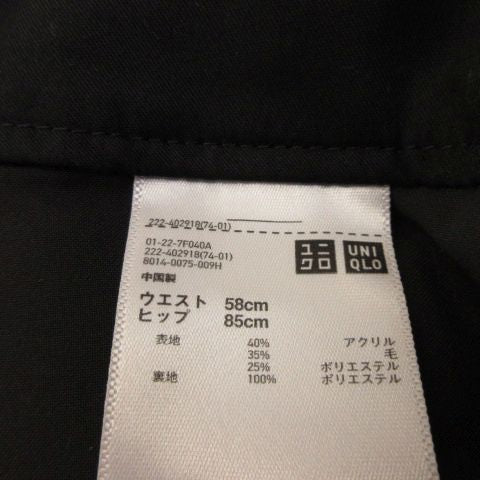 222-402918(74-01)
01-22-7F040A
222-402918(74-01)
8014-0075-009H
ユニ
クロ
UNI
QLO
中国製
ウエスト 58cm
ヒップ 85cm
表地 40% アクリル
35% 毛
25% ポリエステル
裏地 100% ポリエステル